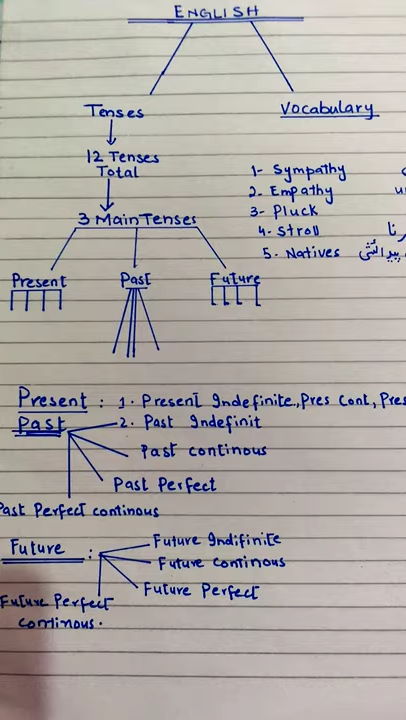 ENGLISH
Tenses
Vocabulary
12 Tenses
Total
3 Main Tenses
1- Sympathy
2- Empathy
3- Pluck
4- Stroll
5. Natives پیدائشی
Present Past Future
Present : 1. Present Indefinite, Pres Cont, Pres
Past 2. Past Indefinit
Past continous
Past Perfect
Past Perfect continous
Future : Future Indifinite
Future continous
Future Perfect
Future Perfect
continous.